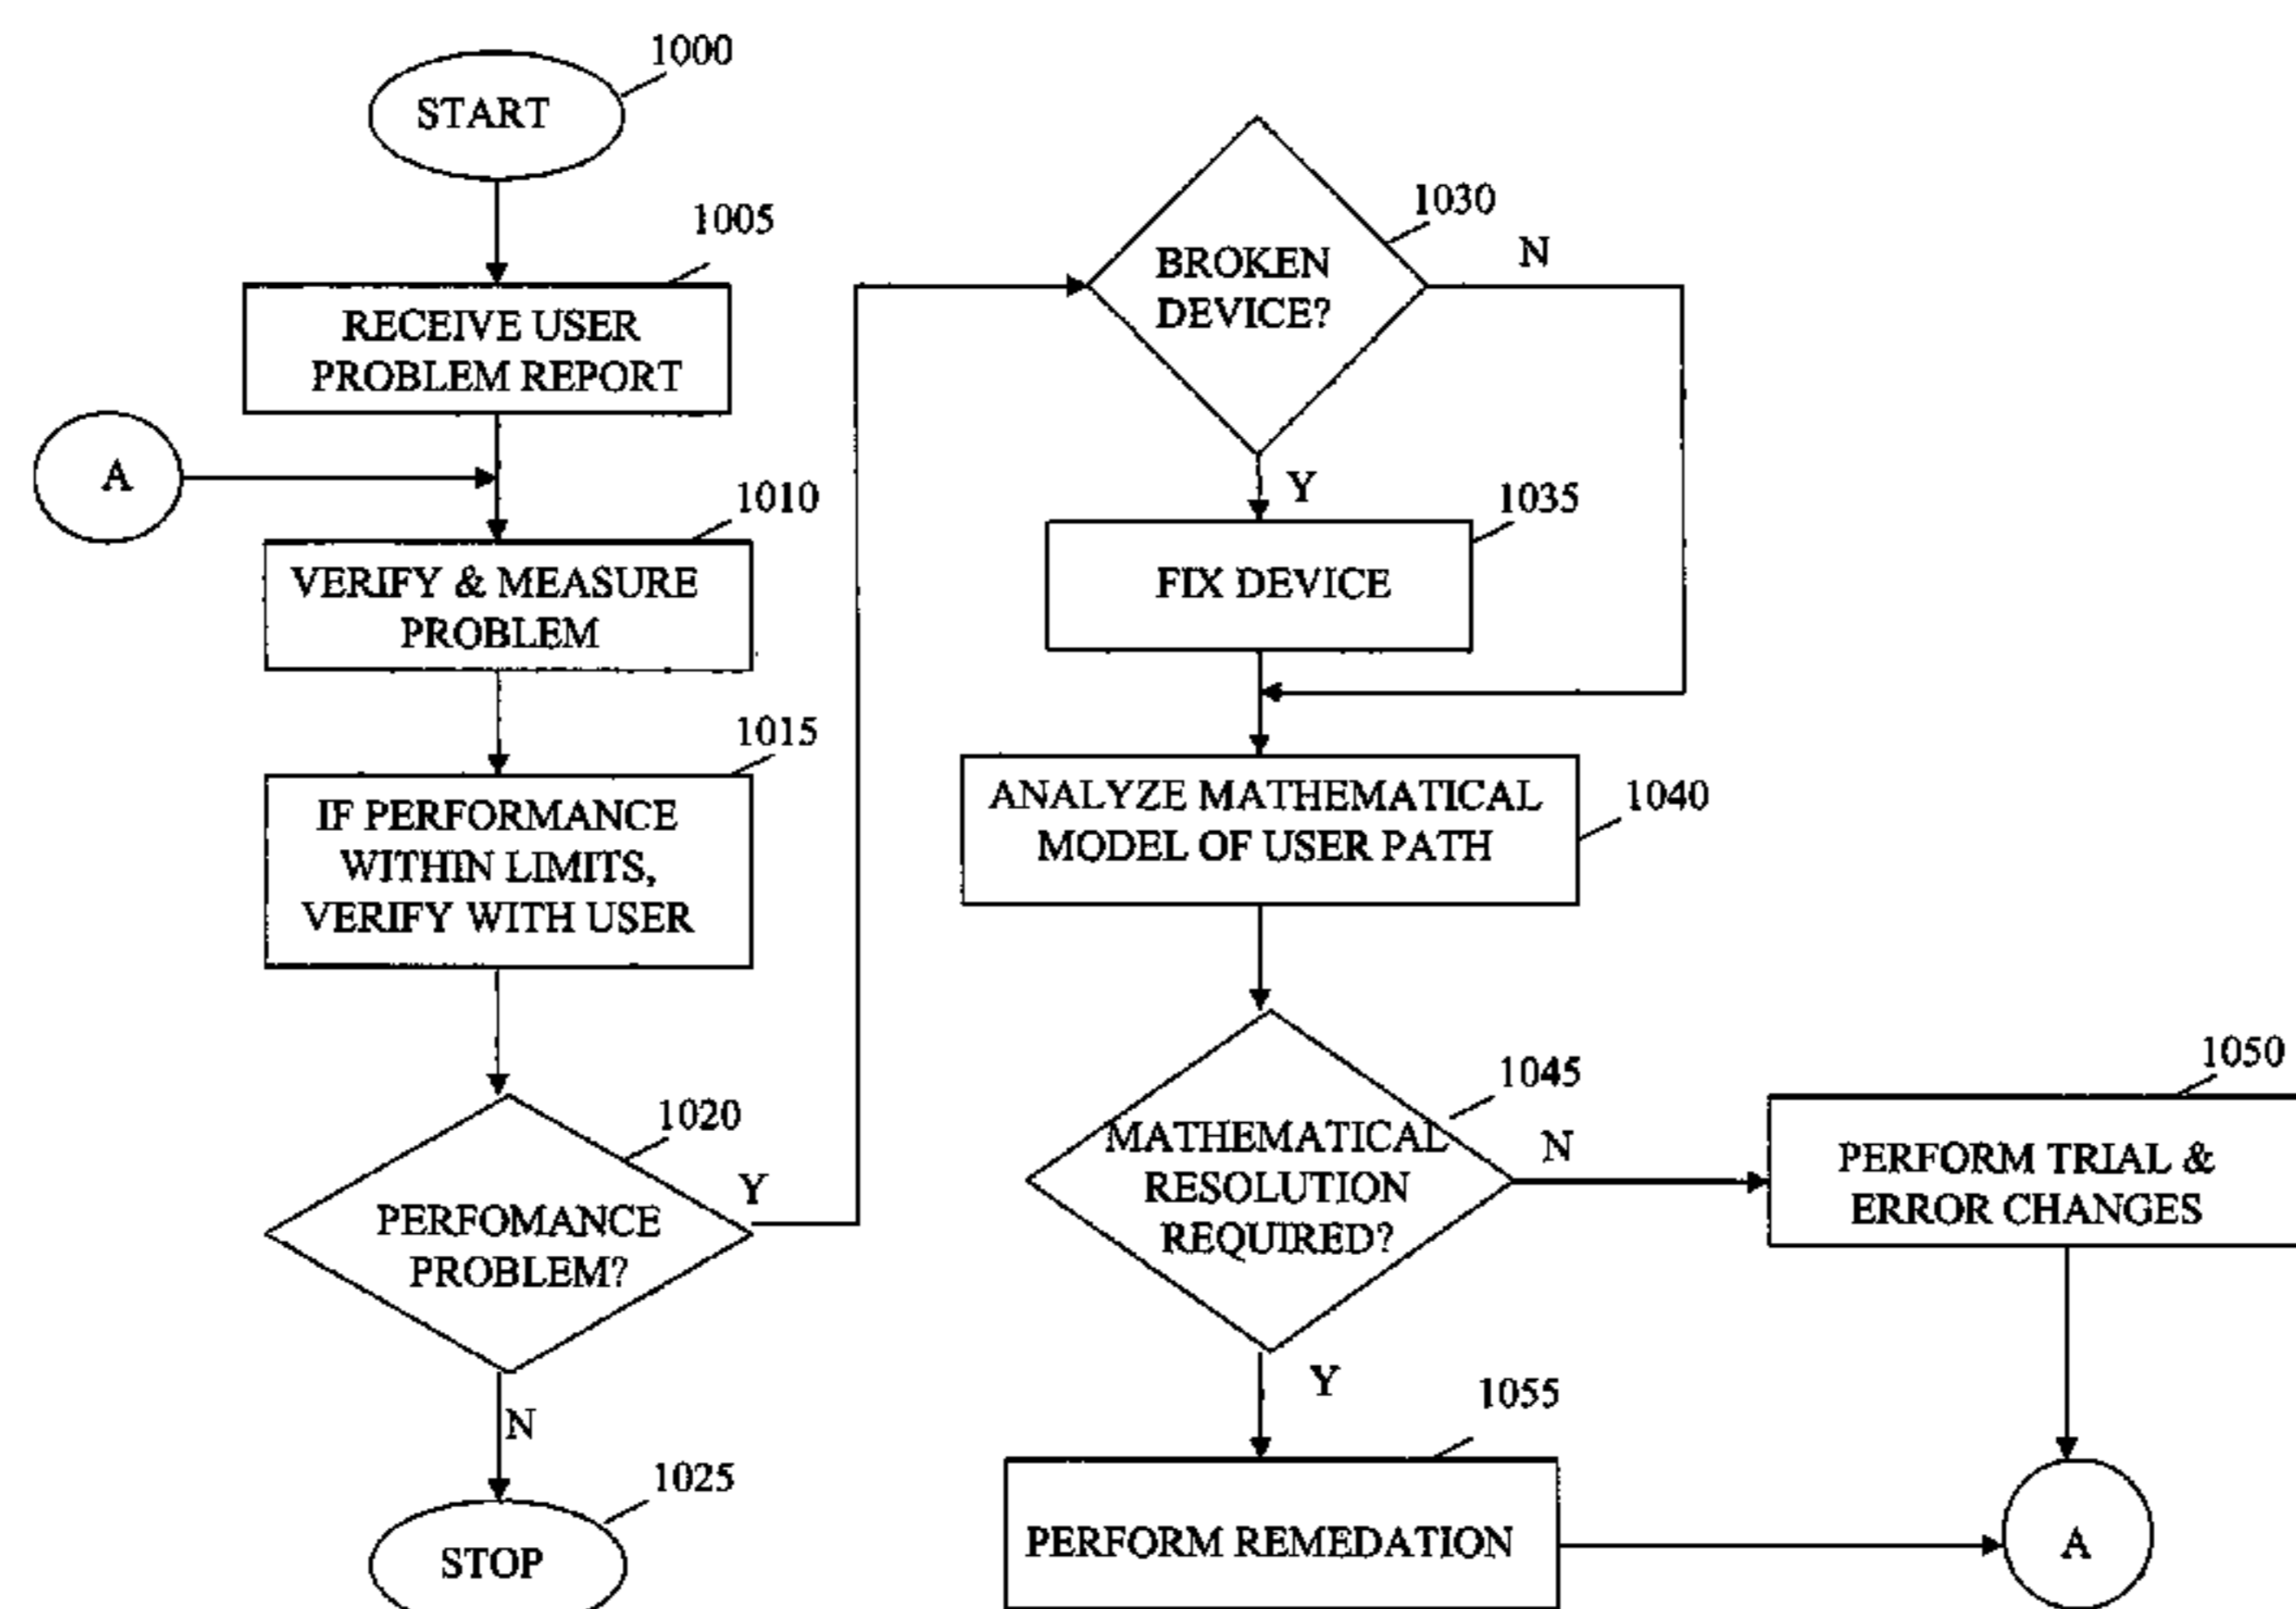 1000
START
1005
RECEIVE USER
PROBLEM REPORT
A
1010
VERIFY & MEASURE
PROBLEM
1015
IF PERFORMANCE
WITHIN LIMITS,
VERIFY WITH USER
1020
PERFOMANCE
PROBLEM?
Y
N
1025
STOP
1030
BROKEN
DEVICE?
N
Y
1035
FIX DEVICE
1040
ANALYZE MATHEMATICAL
MODEL OF USER PATH
1045
MATHEMATICAL
RESOLUTION
REQUIRED?
N
Y
1050
PERFORM TRIAL &
ERROR CHANGES
1055
PERFORM REMEDATION
A